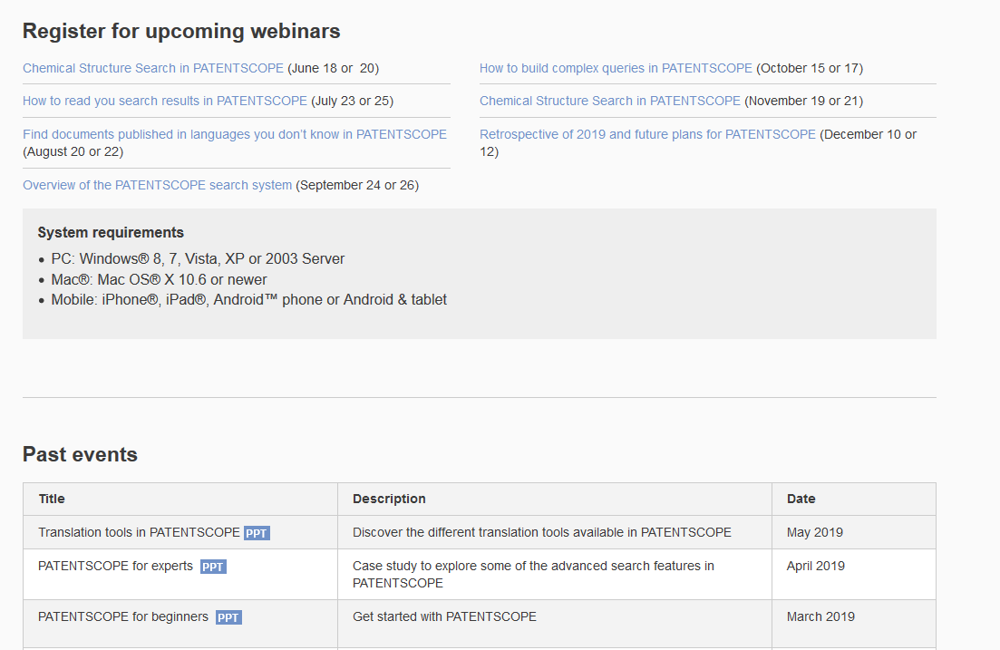 Register for upcoming webinars
Chemical Structure Search in PATENTSCOPE (June 18 or  20)
How to read you search results in PATENTSCOPE (July 23 or 25)
Find documents published in languages you don’t know in PATENTSCOPE
(August 20 or 22)
Overview of the PATENTSCOPE search system (September 24 or 26)
How to build complex queries in PATENTSCOPE (October 15 or 17)
Chemical Structure Search in PATENTSCOPE (November 19 or 21)
Retrospective of 2019 and future plans for PATENTSCOPE (December 10 or
12)
System requirements
• PC: Windows® 8, 7, Vista, XP or 2003 Server
• Mac®: Mac OS® X 10.6 or newer
• Mobile: iPhone®, iPad®, Android™ phone or Android & tablet
Past events
Title Description Date
Translation tools in PATENTSCOPE PPT Discover the different translation tools available in PATENTSCOPE May 2019
PATENTSCOPE for experts PPT Case study to explore some of the advanced search features in April 2019
PATENTSCOPE
PATENTSCOPE for beginners PPT Get started with PATENTSCOPE March 2019